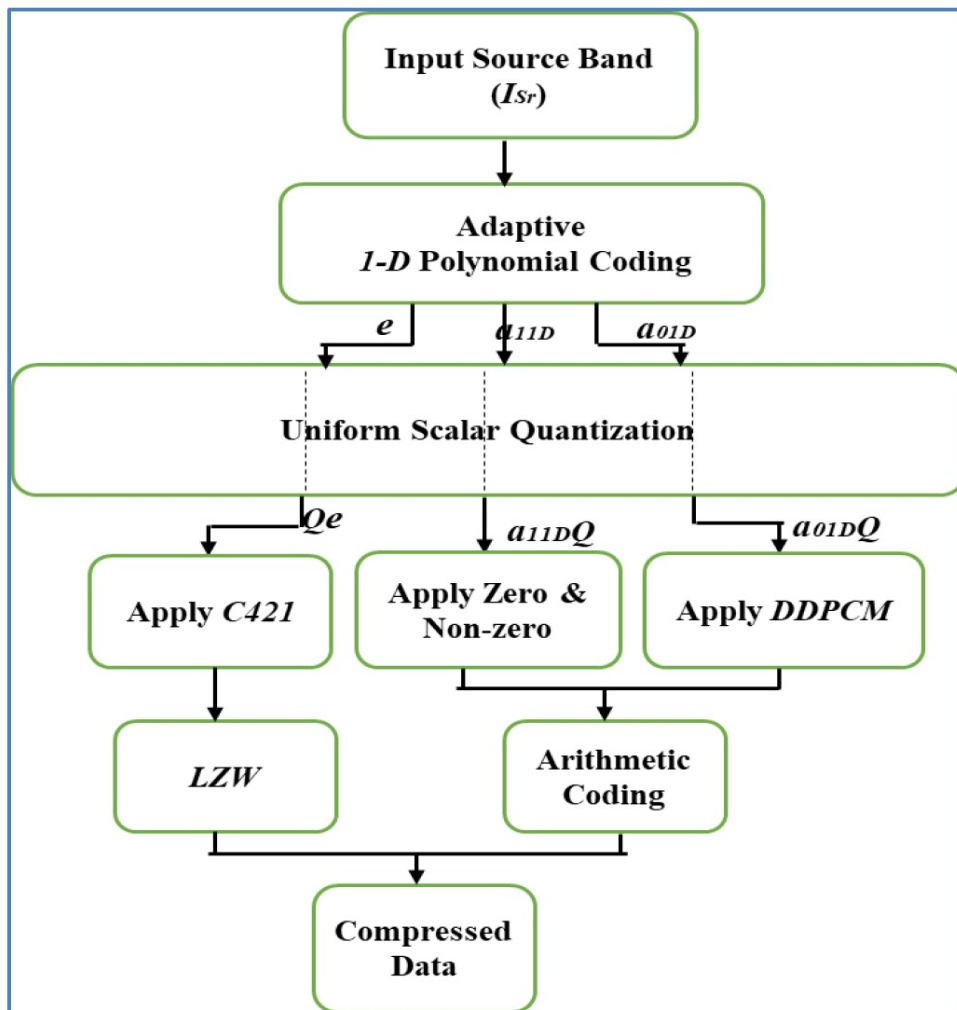 Input Source Band
(ISr)
Adaptive
1-D Polynomial Coding
e
a11D
a01D
Uniform Scalar Quantization
Qe
a11DQ
a01DQ
Apply C421
Apply Zero &
Non-zero
Apply DDPCM
LZW
Arithmetic
Coding
Compressed
Data